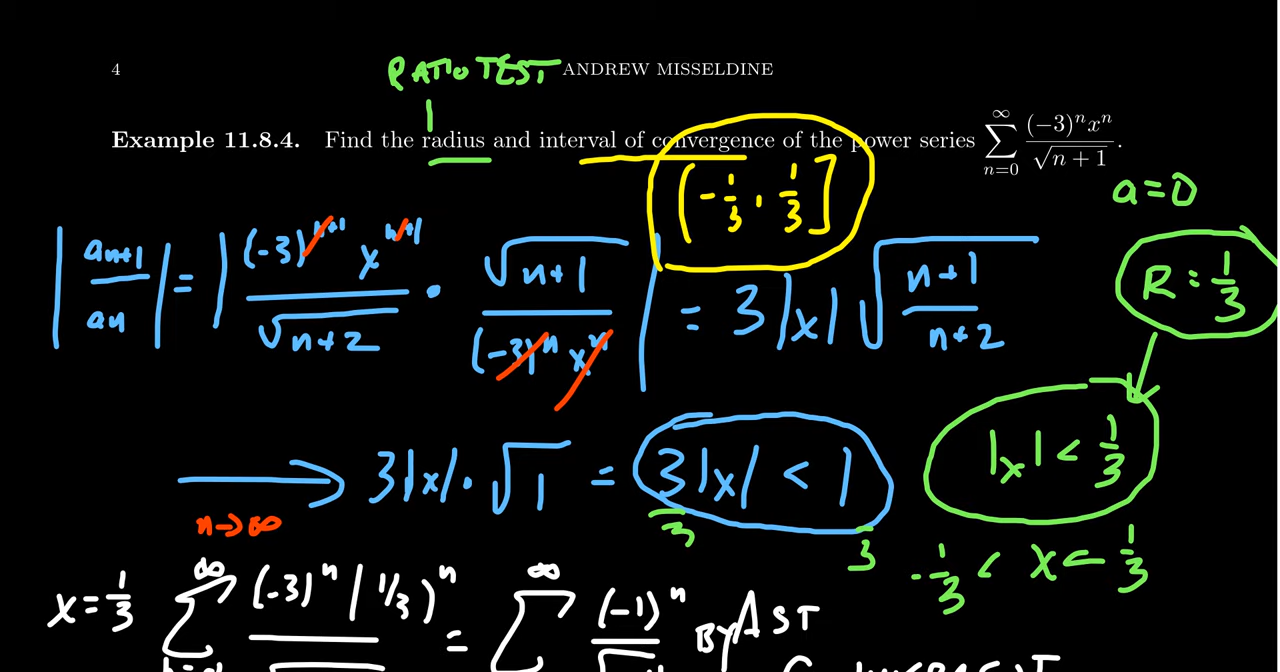 4 RATIO TEST ANDREW MISSELDINE
Example 11.8.4. Find the radius and interval of convergence of the power series ∑_{n=0}^{∞} (-3)^n x^n / √(n+1).
(-1/3, 1/3]
a=0
|a_{n+1}/a_n| = |(-3)^{n+1} x^{n+1} / √(n+2) · √(n+1) / ((-3)^n x^n)| = 3|x| √((n+1)/(n+2))
R = 1/3
n→∞ ⟶ 3|x|·√1 = 3|x| < 1
3 3
|x| < 1/3
-1/3 < x < 1/3
x = 1/3 ∑^{∞} (-3)^n (1/3)^n = ∑^{∞} (-1)^n BY AST